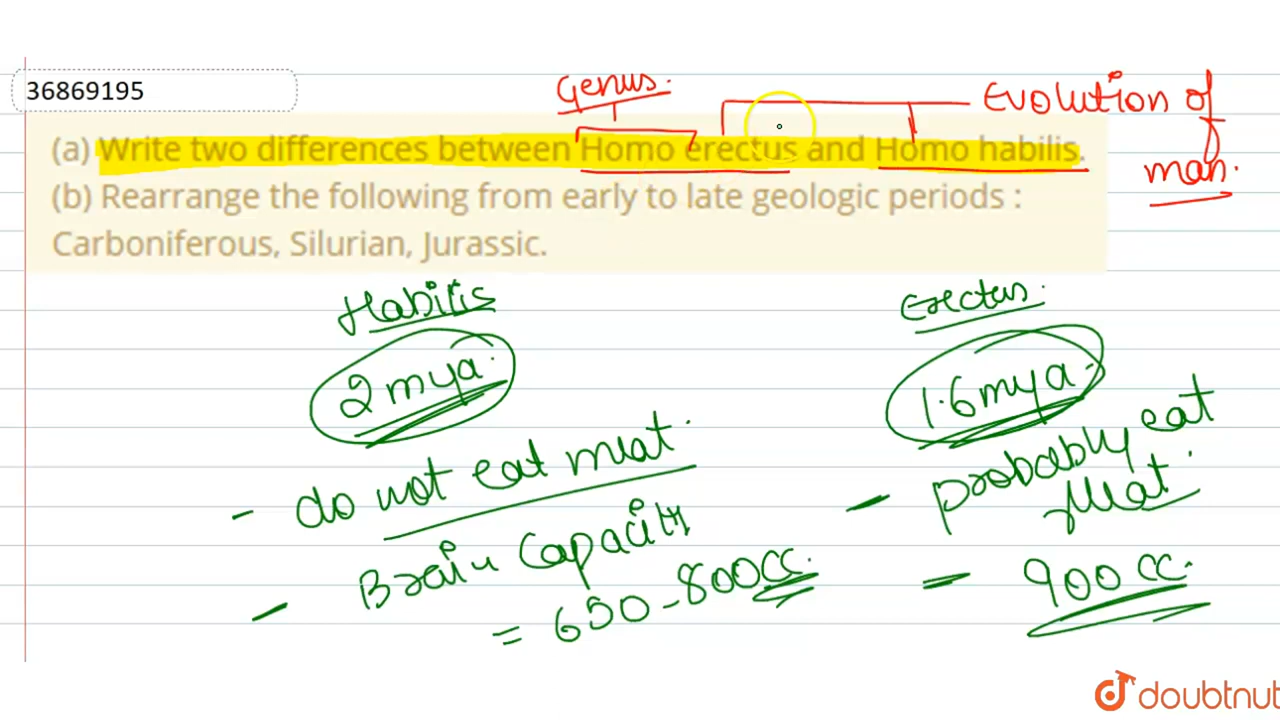 36869195
Genus.
Evolution of
man.
(a) Write two differences between Homo erectus and Homo habilis.
(b) Rearrange the following from early to late geologic periods :
Carboniferous, Silurian, Jurassic.
Habilis
Erectus.
2 mya.
1.6 mya.
- do not eat meat.
- probably eat
Meat.
- Brain Capacity
= 650-800 cc.
= 900 cc.
doubtnut